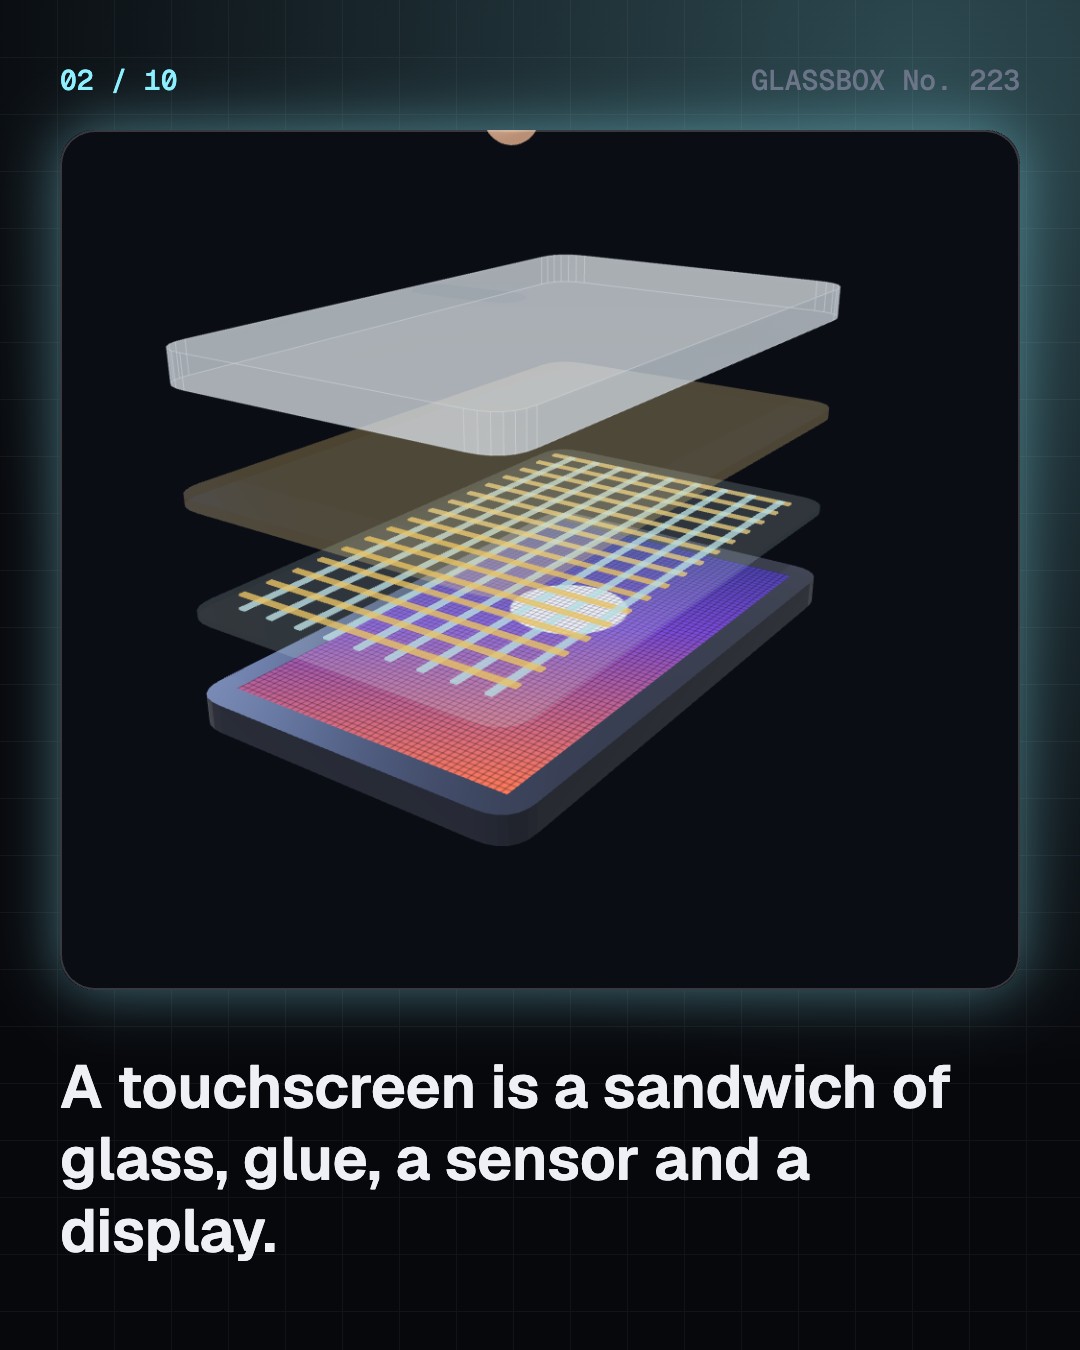 02 / 10
GLASSBOX No. 223
A touchscreen is a sandwich of
glass, glue, a sensor and a
display.